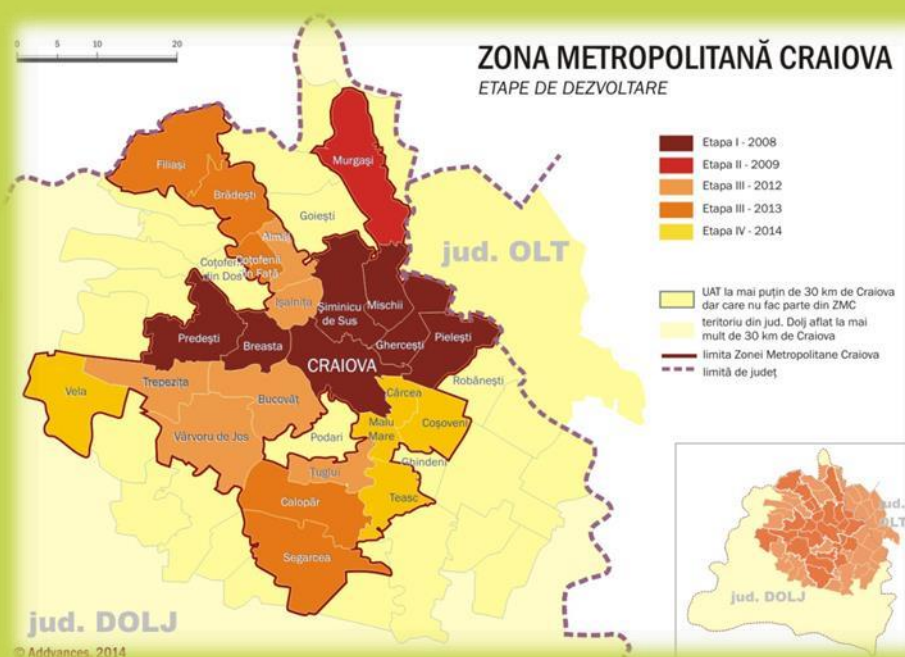 0 5 10 20
ZONA METROPOLITANĂ CRAIOVA
ETAPE DE DEZVOLTARE
Etapa I - 2008
Etapa II - 2009
Etapa III - 2012
Etapa III - 2013
Etapa IV - 2014
UAT la mai puțin de 30 km de Craiova
dar care nu fac parte din ZMC
teritoriu din jud. Dolj aflat la mai
mult de 30 km de Craiova
limita Zonei Metropolitane Craiova
limită de județ
Filiași
Murgași
Brădești
Goiești
Almăj
jud. OLT
Coțofenii
din Dos
Coțofenii
din Față
Ișalnița
Șiminicu
de Sus
Mischii
Predești
Breasta
Ghercești
Pielești
CRAIOVA
Robănești
Vela
Trepezița
Bucovăț
Cârcea
Coșoveni
Malu
Mare
Vârvoru de Jos
Podari
Ghindeni
Țuglui
Teasc
Calopăr
Segarcea
jud. DOLJ
© Addvances, 2014
jud.
OLT
jud. DOLJ